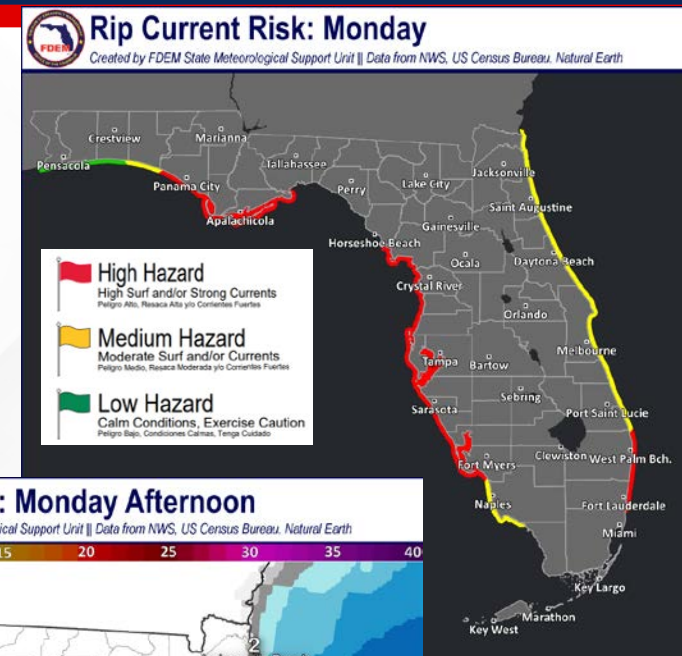 FDEM
Rip Current Risk: Monday
Created by FDEM State Meteorological Support Unit || Data from NWS, US Census Bureau. Natural Earth
Crestview
Marianna
Pensacola
Tallahassee
Jacksonville
Panama City
Perry
Lake City
Saint Augustine
Apalachicola
Gainesville
Horseshoe Beach
Ocala
Daytona Beach
Crystal River
Orlando
Tampa
Bartow
Melbourne
Sebring
Sarasota
Port Saint Lucie
Clewiston
West Palm Bch.
Fort Myers
Naples
Fort Lauderdale
Miami
Key Largo
Marathon
Key West
High Hazard
High Surf and/or Strong Currents
Peligro Alto, Resaca Alta y/o Corrientes Fuertes
Medium Hazard
Moderate Surf and/or Currents
Peligro Medio, Resaca Moderada y/o Corrientes Fuertes
Low Hazard
Calm Conditions, Exercise Caution
Peligro Bajo, Condiciones Calmas, Tenga Cuidado
: Monday Afternoon
ical Support Unit || Data from NWS, US Census Bureau. Natural Earth
15 20 25 30 35 40
2